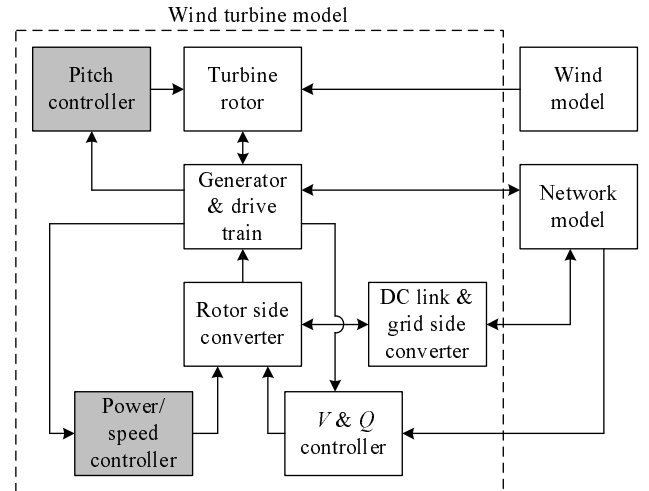 Wind turbine model
Pitch
controller
Turbine
rotor
Wind
model
Generator
& drive
train
Network
model
Rotor side
converter
DC link &
grid side
converter
Power/
speed
controller
V & Q
controller